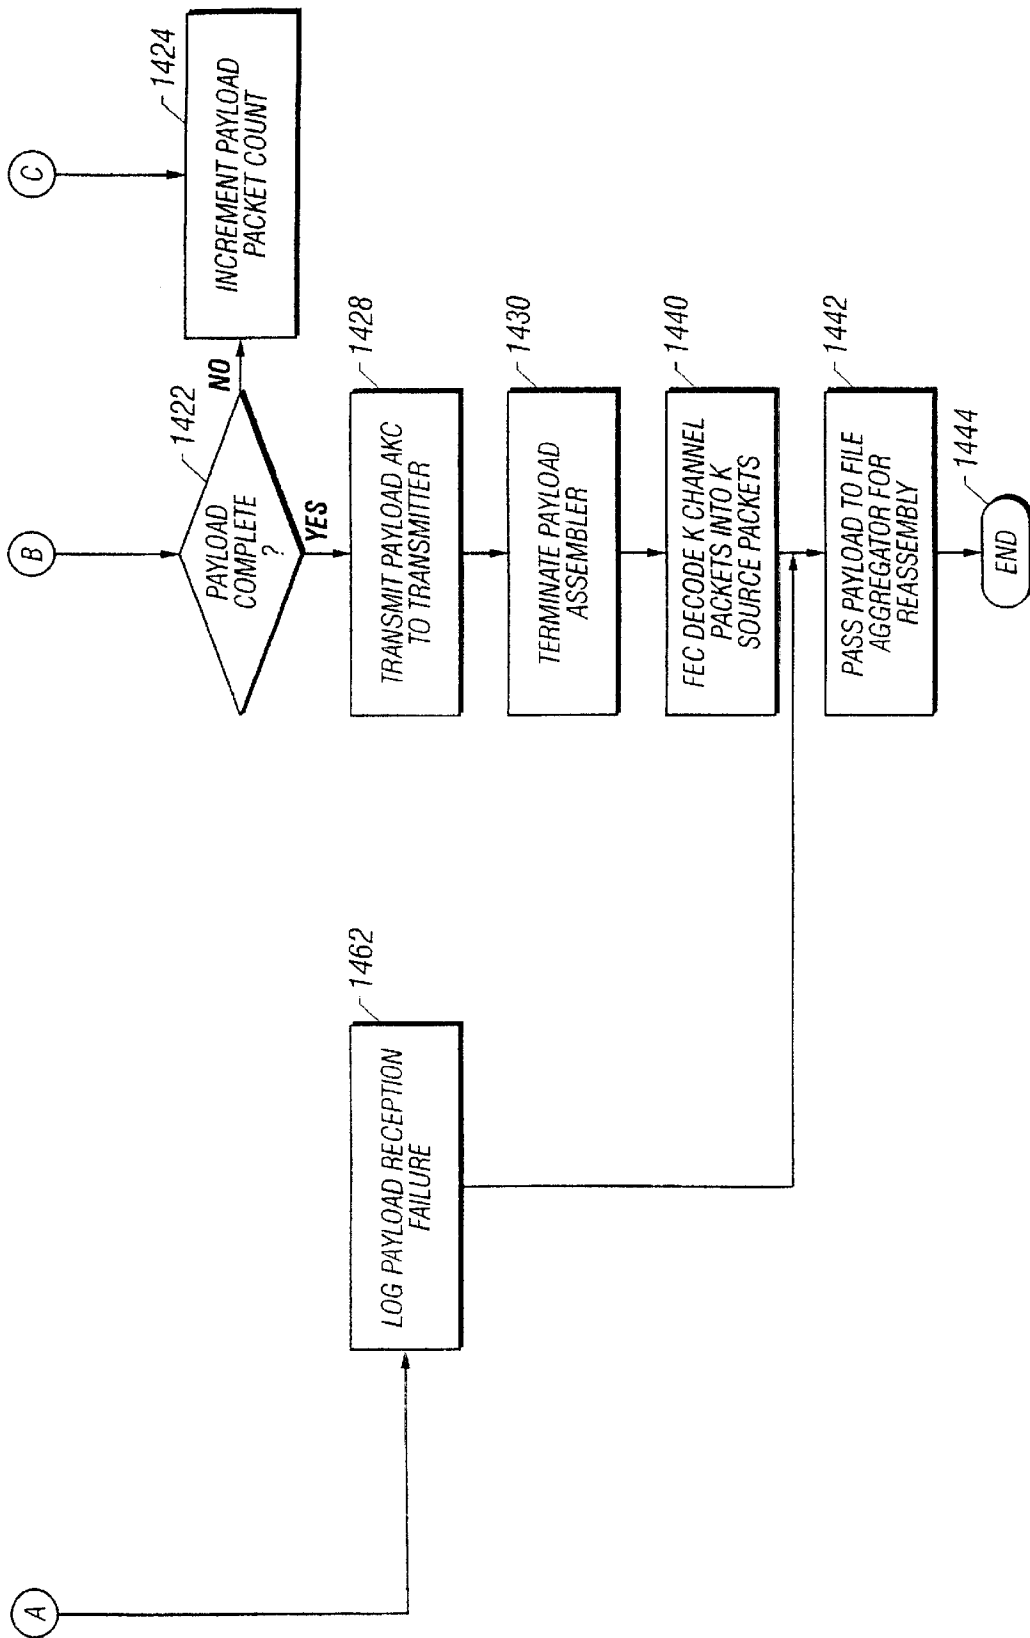 A
B
C
1422
PAYLOAD
COMPLETE
?
NO
YES
1424
INCREMENT PAYLOAD
PACKET COUNT
1428
TRANSMIT PAYLOAD AKC
TO TRANSMITTER
1430
TERMINATE PAYLOAD
ASSEMBLER
1440
FEC DECODE K CHANNEL
PACKETS INTO K
SOURCE PACKETS
1462
LOG PAYLOAD RECEPTION
FAILURE
1442
PASS PAYLOAD TO FILE
AGGREGATOR FOR
REASSEMBLY
1444
END